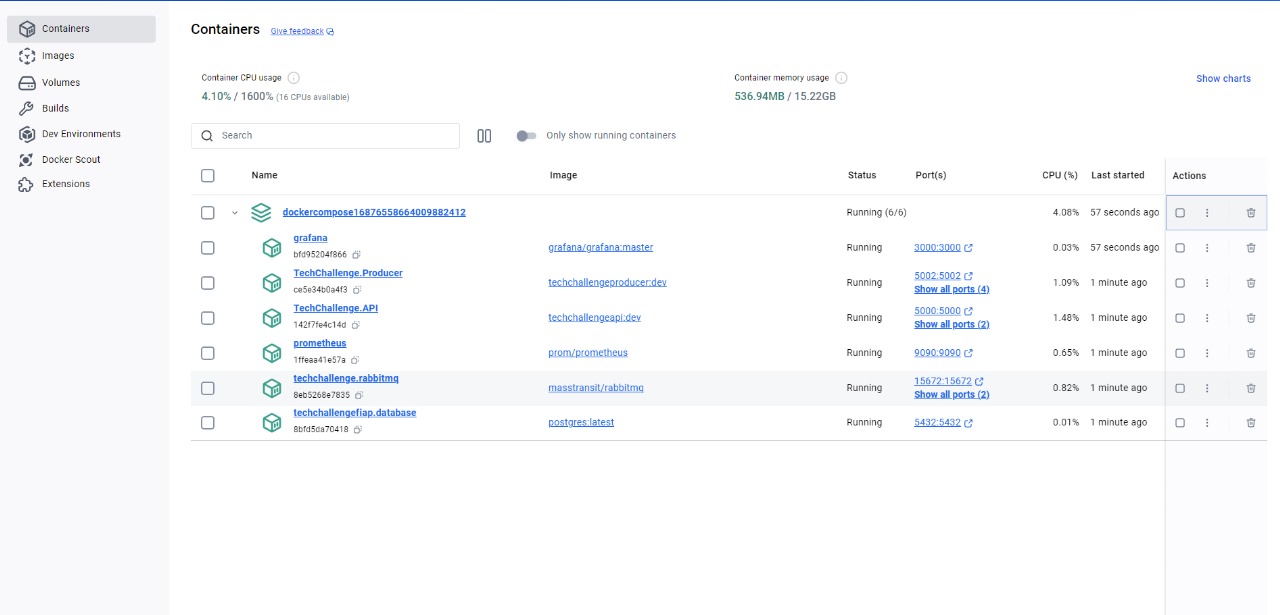 Containers
Images
Volumes
Builds
Dev Environments
Docker Scout
Extensions
Containers Give feedback
Container CPU usage
4.10% / 1600% (16 CPUs available)
Container memory usage
536.94MB / 15.22GB
Show charts
Search
Only show running containers
Name Image Status Port(s) CPU (%) Last started Actions
dockercompose16876558664009882412 Running (6/6) 4.08% 57 seconds ago
grafana
bfd95204f866
grafana/grafana:master Running 3000:3000 0.03% 57 seconds ago
TechChallenge.Producer
ce5e34b0a4f3
techchallengeproducer:dev Running 5002:5002
Show all ports (4)
1.09% 1 minute ago
TechChallenge.API
142f7fe4c14d
techchallengeapi:dev Running 5000:5000
Show all ports (2)
1.48% 1 minute ago
prometheus
1ffeaa41e57a
prom/prometheus Running 9090:9090 0.65% 1 minute ago
techchallenge.rabbitmq
8eb5268e7835
masstransit/rabbitmq Running 15672:15672
Show all ports (2)
0.82% 1 minute ago
techchallengefiap.database
8bfd5da70418
postgres:latest Running 5432:5432 0.01% 1 minute ago